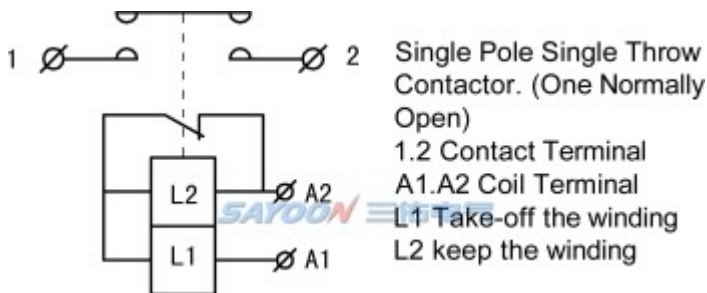 1
2
Single Pole Single Throw
Contactor. (One Normally
Open)
1.2 Contact Terminal
A1.A2 Coil Terminal
L1 Take-off the winding
L2 keep the winding
L2
A2
SAYOON
L1
A1